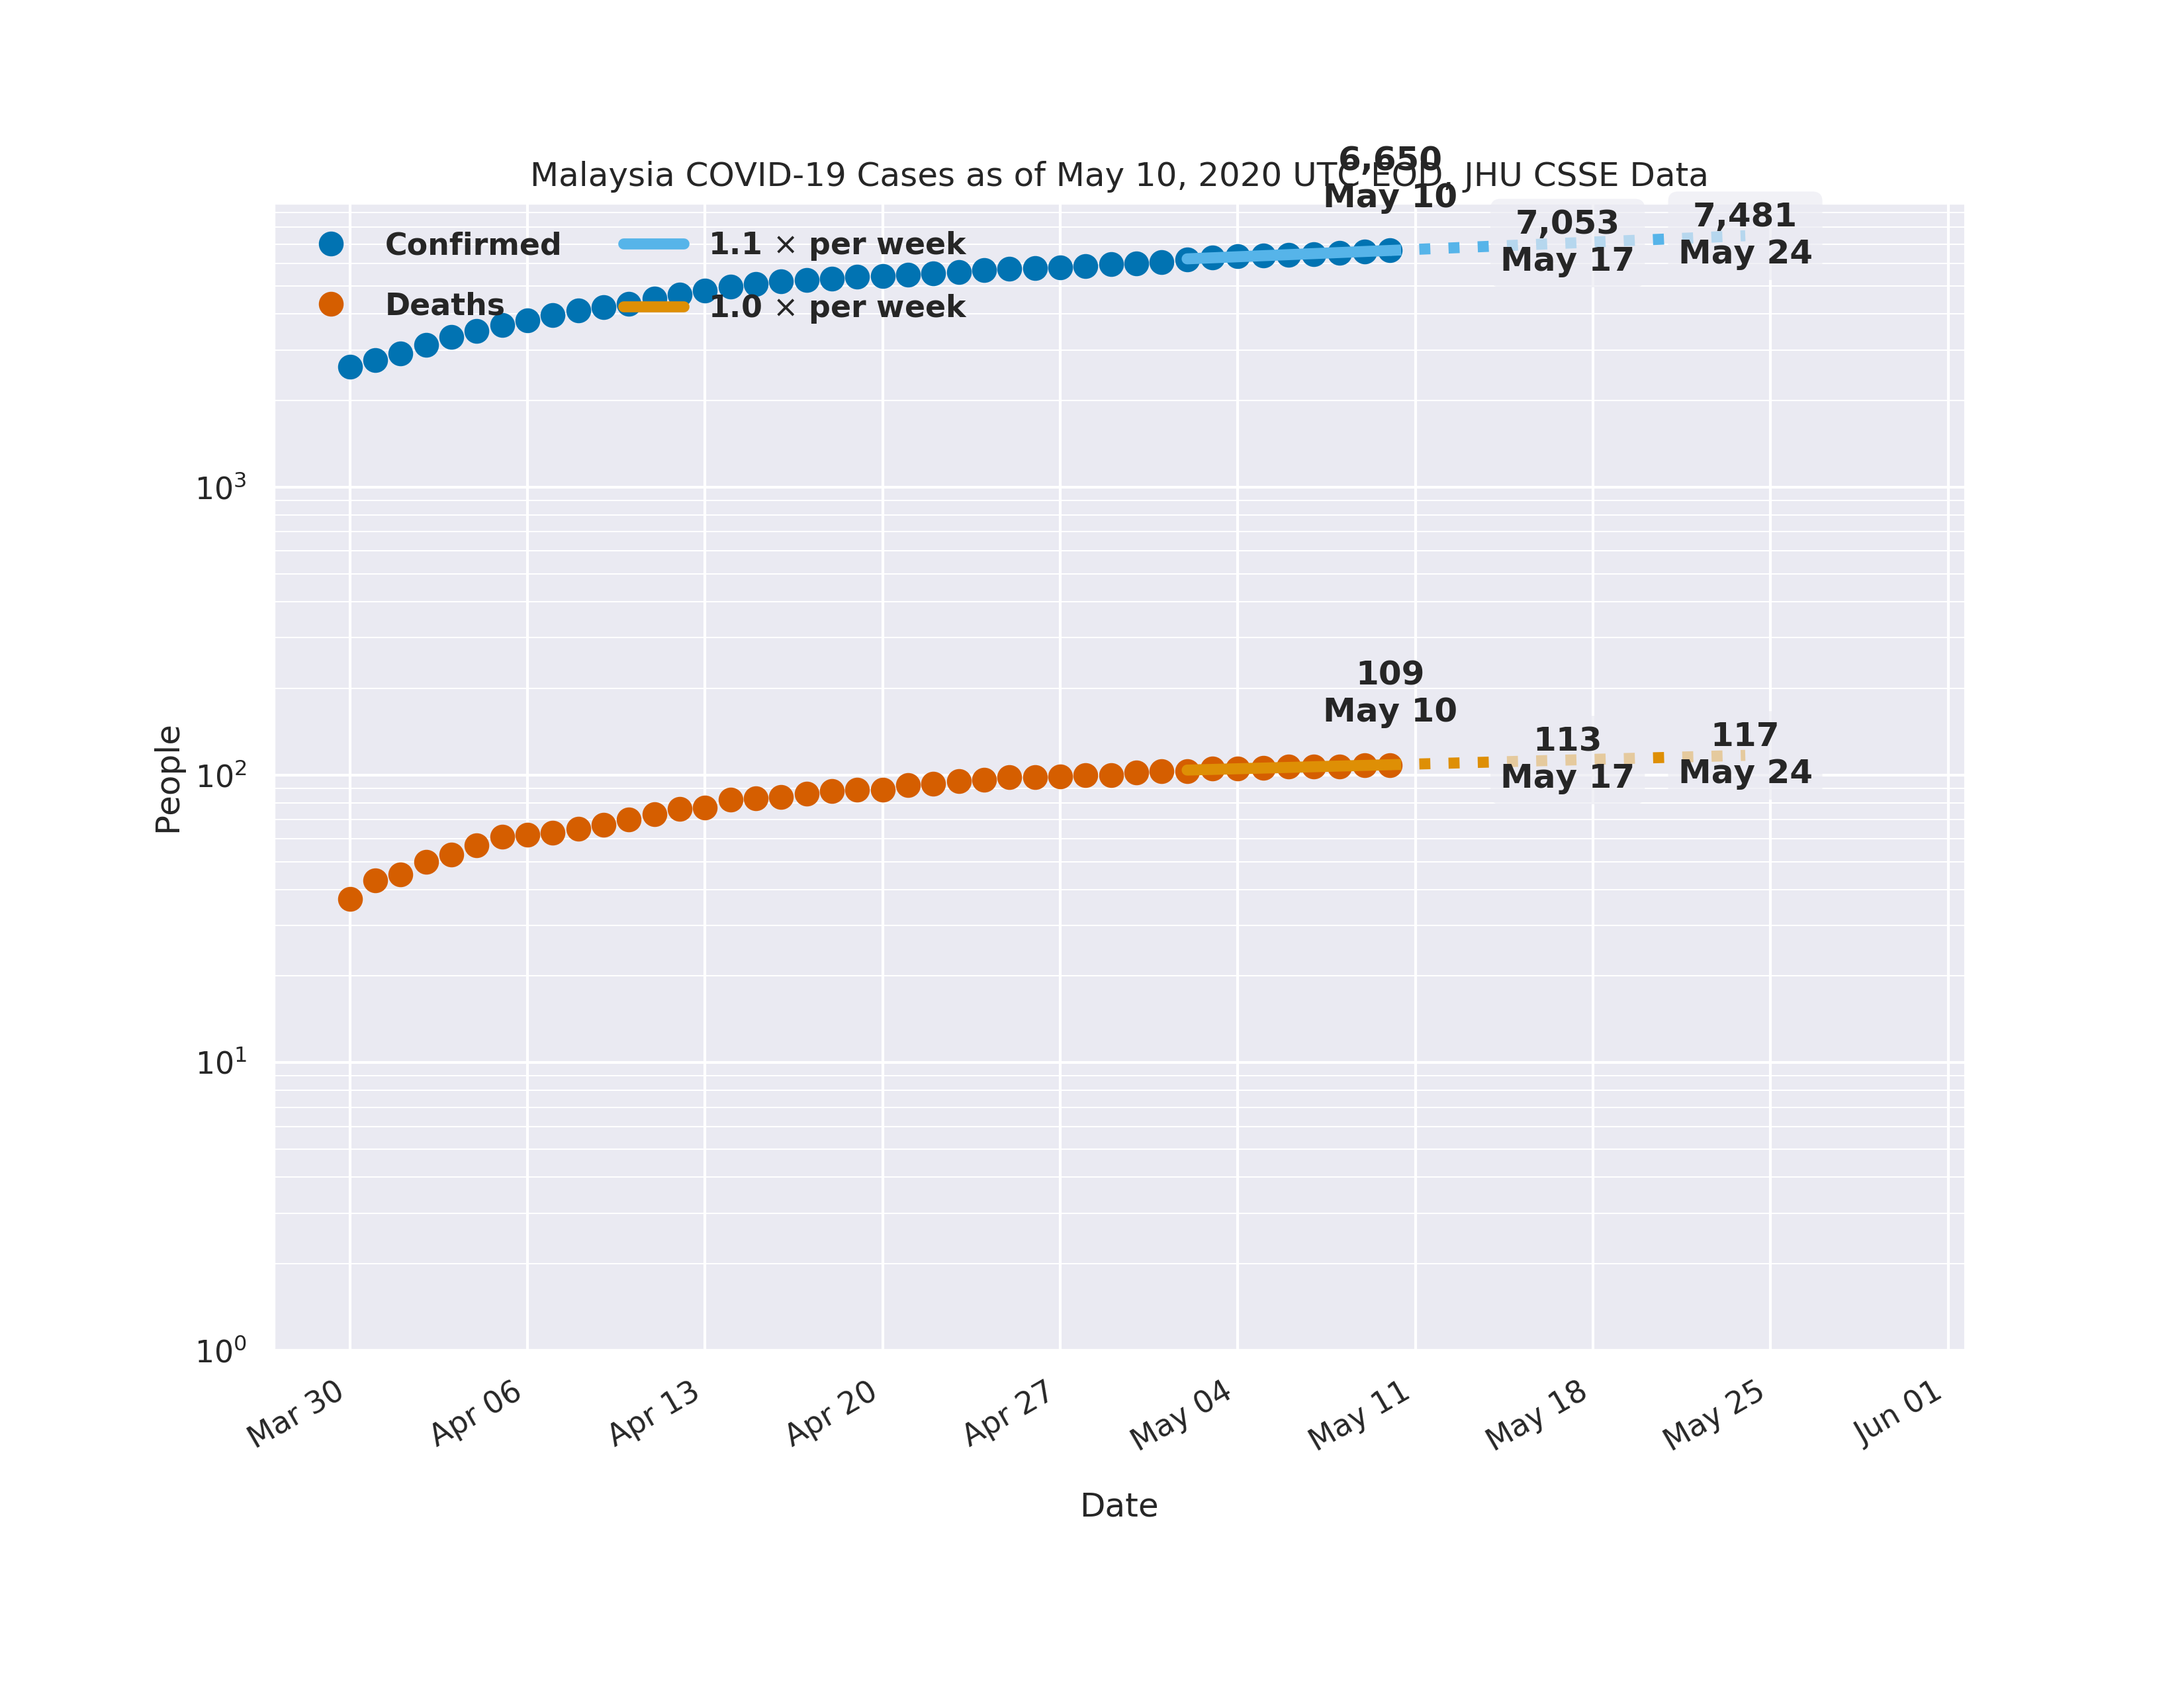 Malaysia COVID-19 Cases as of May 10, 2020 UTC EOD, JHU CSSE Data
6,650
May 10
7,053
May 17
7,481
May 24
Confirmed
1.1 × per week
Deaths
1.0 × per week
10³
109
May 10
113
May 17
117
May 24
People
10²
10¹
10⁰
Mar 30
Apr 06
Apr 13
Apr 20
Apr 27
May 04
May 11
May 18
May 25
Jun 01
Date